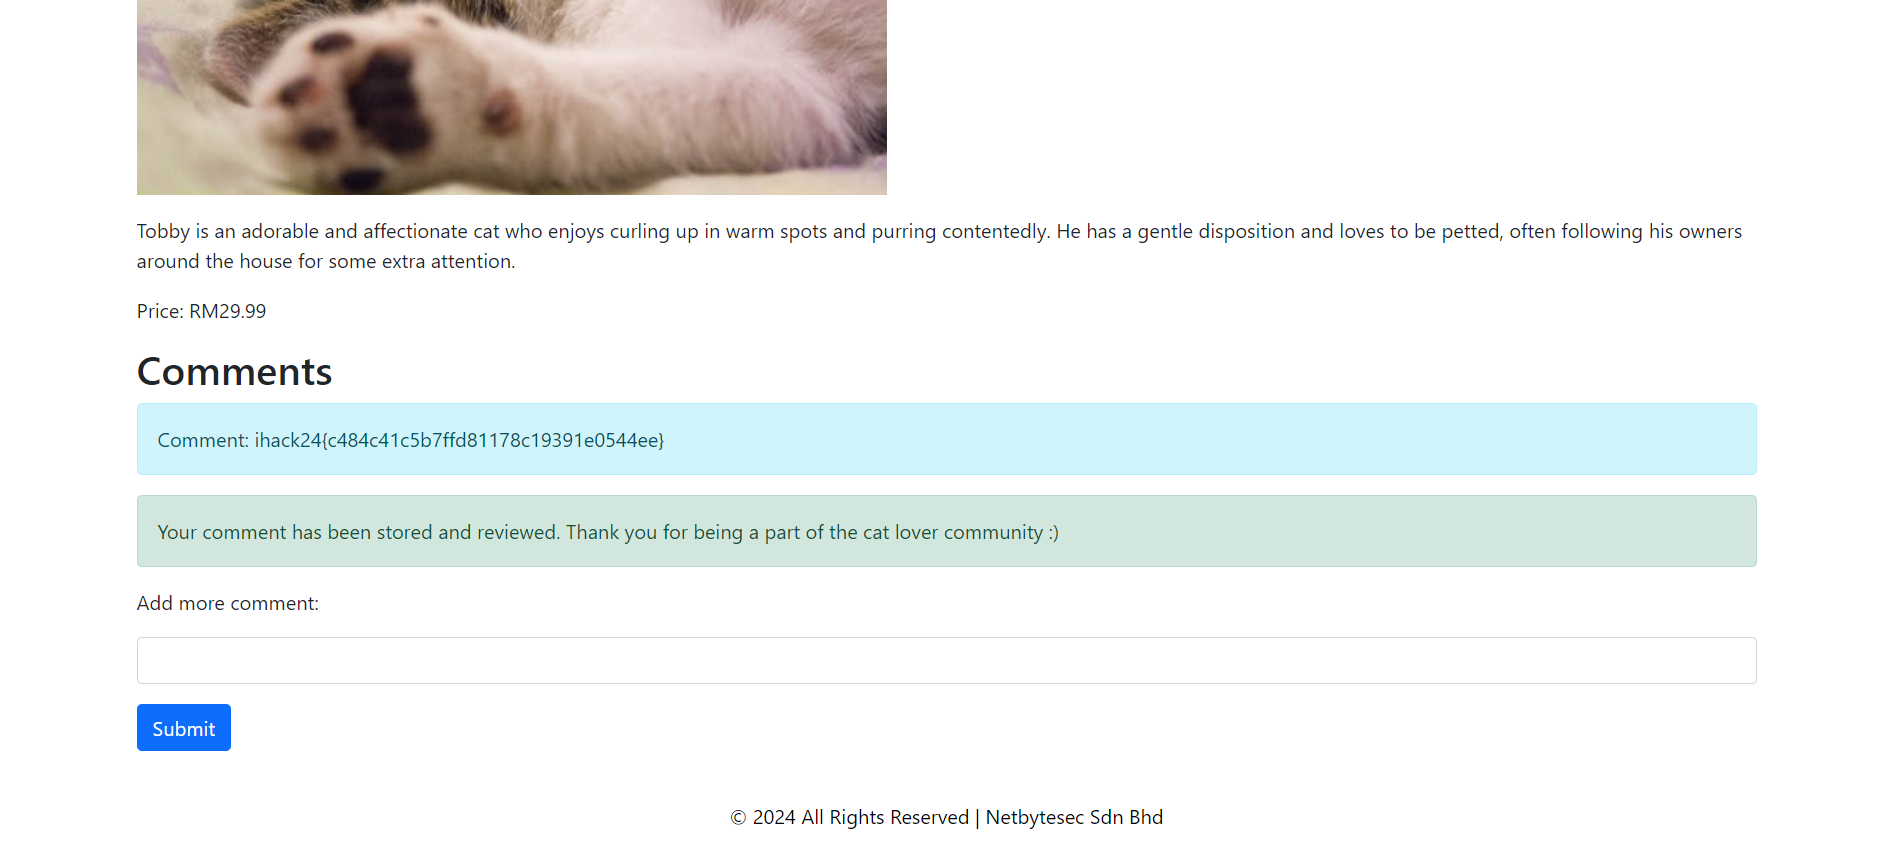 Tobby is an adorable and affectionate cat who enjoys curling up in warm spots and purring contentedly. He has a gentle disposition and loves to be petted, often following his owners
around the house for some extra attention.
Price: RM29.99
Comments
Comment: ihack24{c484c41c5b7ffd81178c19391e0544ee}
Your comment has been stored and reviewed. Thank you for being a part of the cat lover community :)
Add more comment:
Submit
© 2024 All Rights Reserved | Netbytesec Sdn Bhd